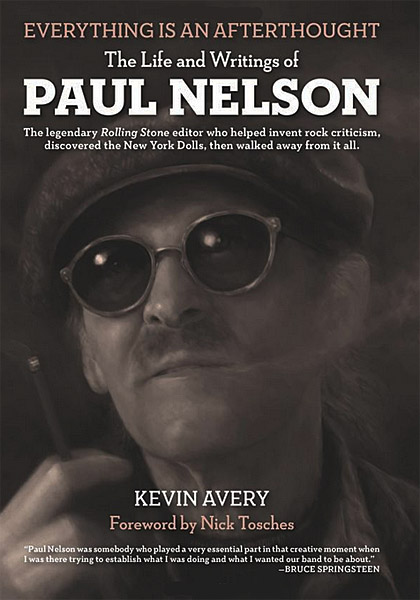 EVERYTHING IS AN AFTERTHOUGHT
The Life and Writings of
PAUL NELSON
The legendary Rolling Stone editor who helped invent rock criticism,
discovered the New York Dolls, then walked away from it all.
KEVIN AVERY
Foreword by Nick Tosches
“Paul Nelson was somebody who played a very essential part in that creative moment when
I was there trying to establish what I was doing and what I wanted our band to be about.”
—BRUCE SPRINGSTEEN